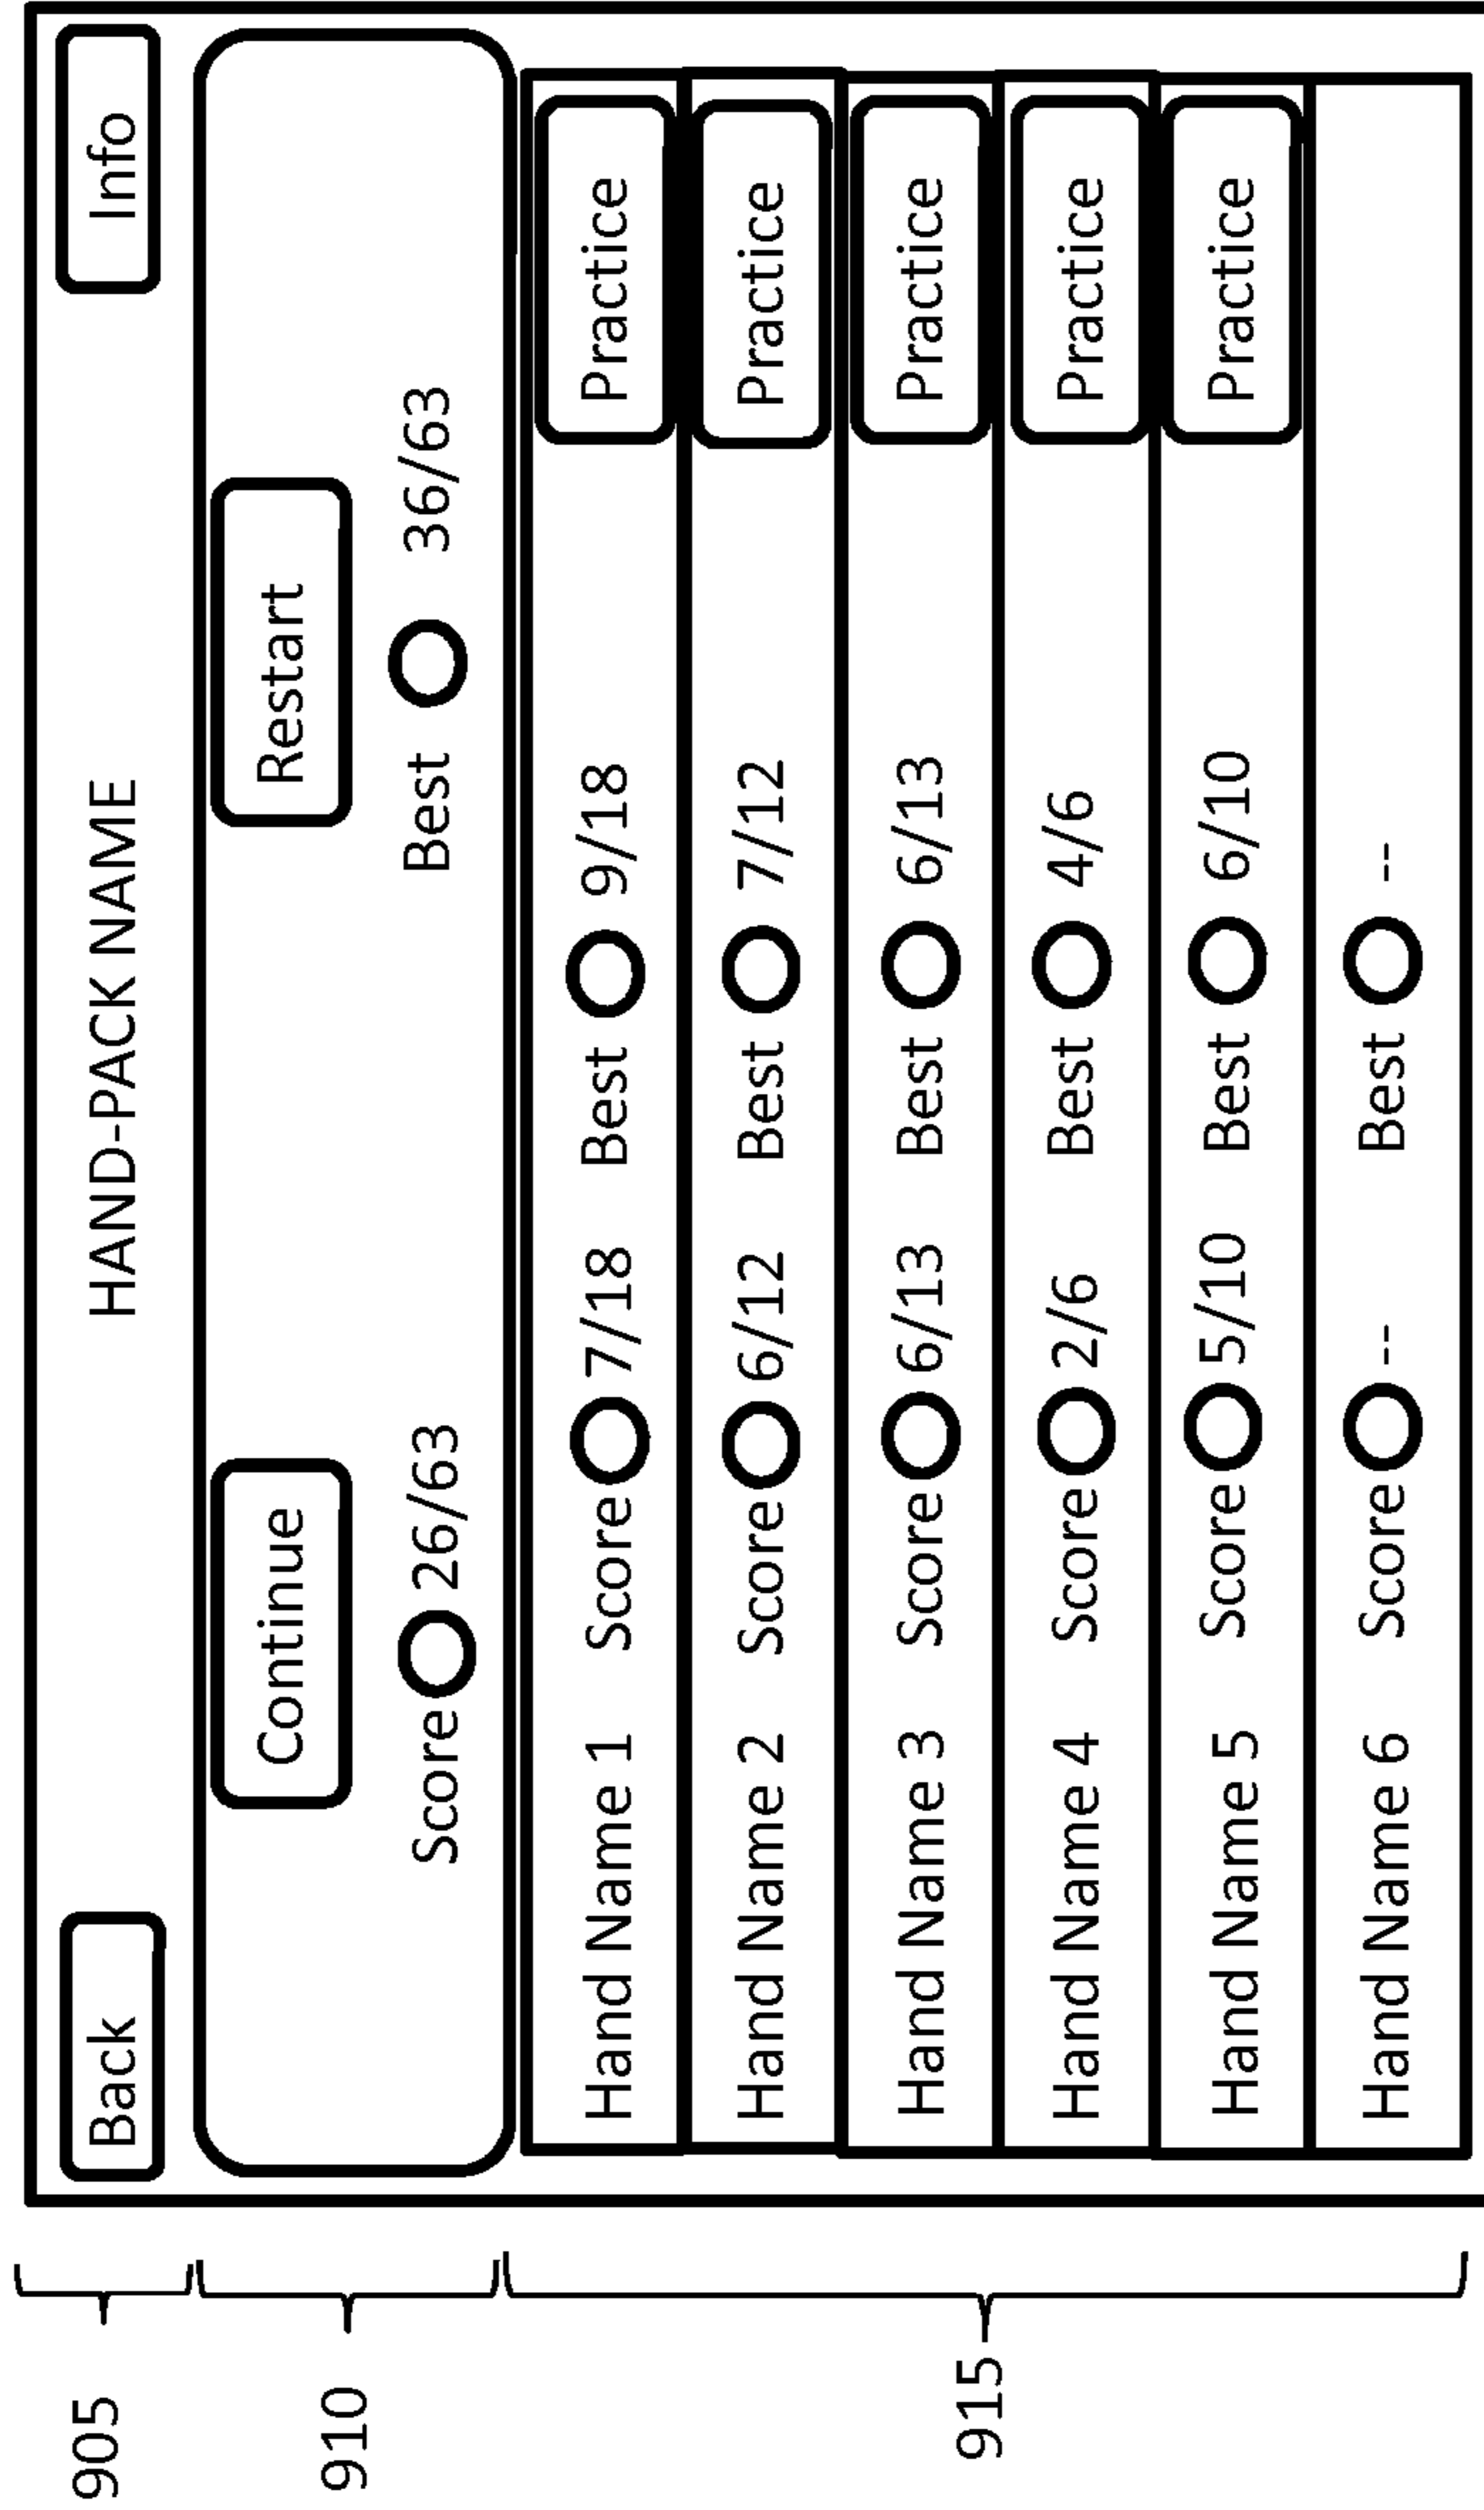 905 Back HAND-PACK NAME Info
910 Continue Restart
Score 26/63 Best 36/63
Hand Name 1 Score 7/18 Best 9/18 Practice
Hand Name 2 Score 6/12 Best 7/12 Practice
915 Hand Name 3 Score 6/13 Best 6/13 Practice
Hand Name 4 Score 2/6 Best 4/6 Practice
Hand Name 5 Score 5/10 Best 6/10 Practice
Hand Name 6 Score -- Best --